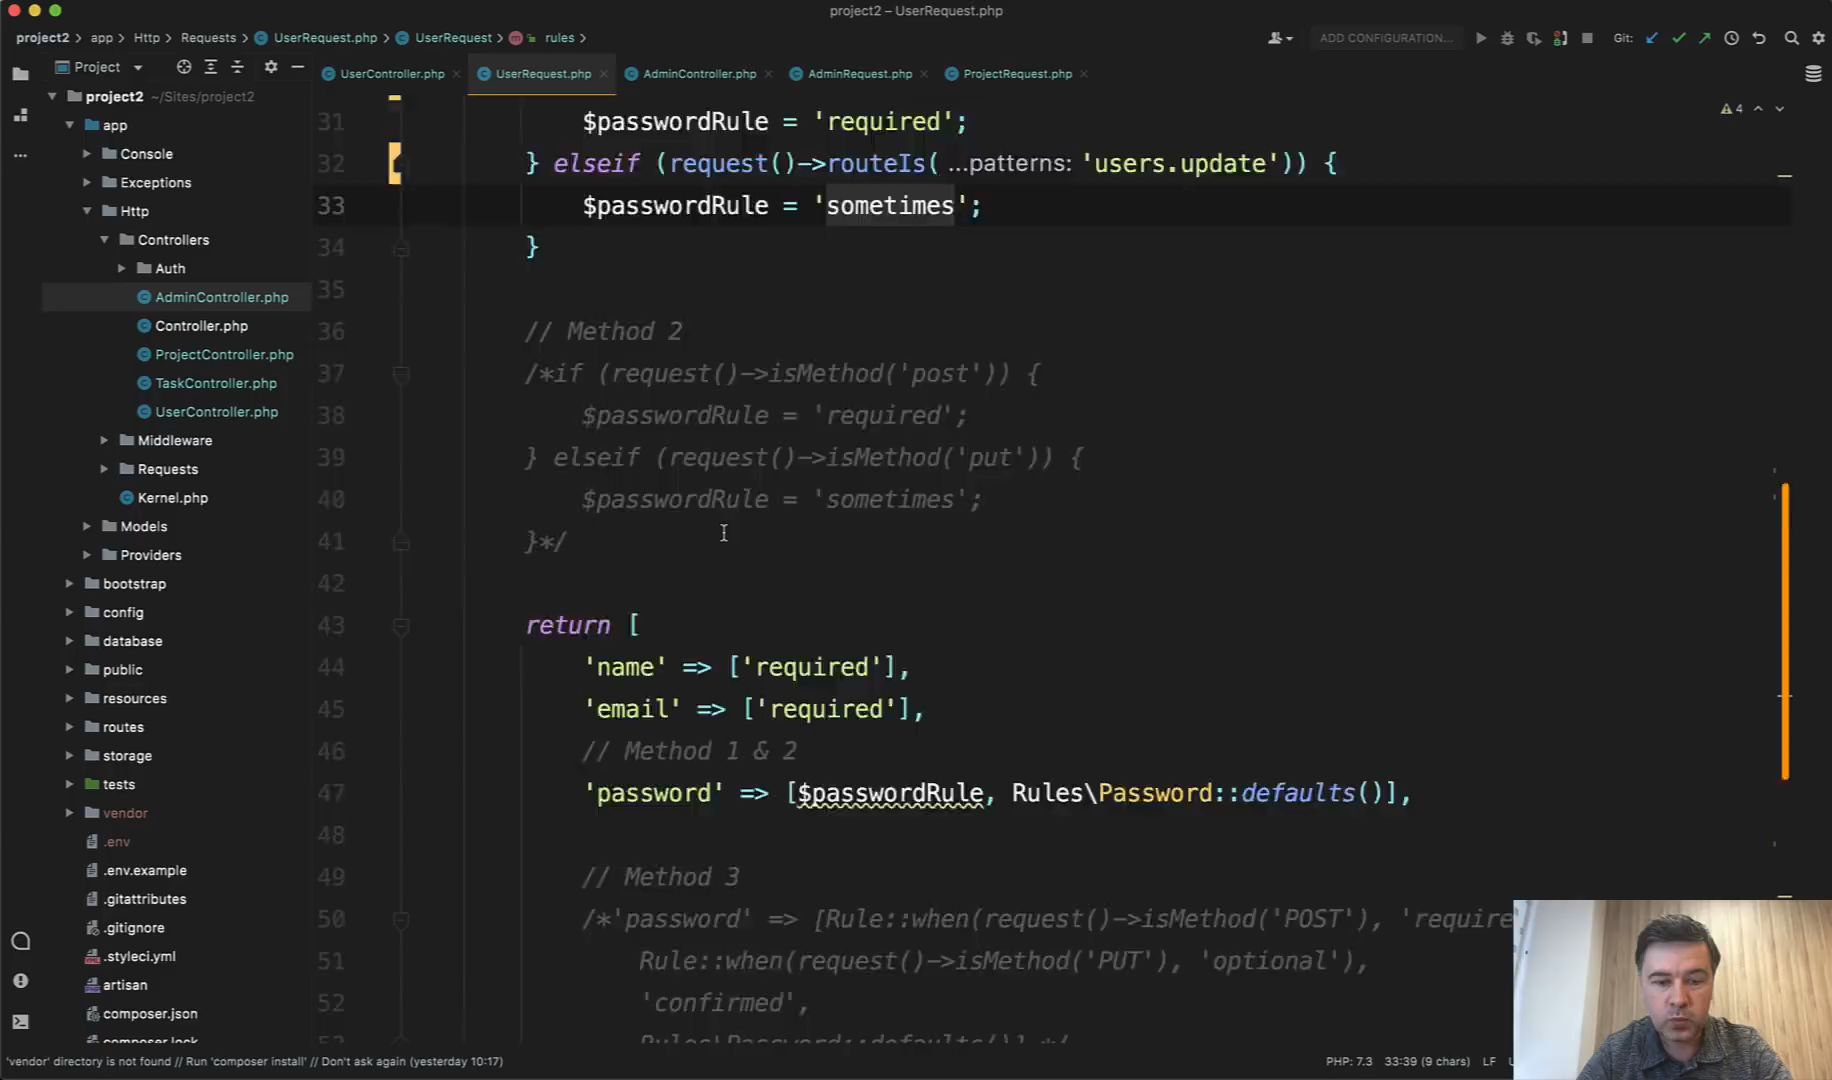 project2 – UserRequest.php
project2 > app > Http > Requests > UserRequest.php > UserRequest > rules >
ADD CONFIGURATION...
Git:
Project
UserController.php
UserRequest.php
AdminController.php
AdminRequest.php
ProjectRequest.php
project2 ~/Sites/project2
app
Console
Exceptions
Http
Controllers
Auth
AdminController.php
Controller.php
ProjectController.php
TaskController.php
UserController.php
Middleware
Requests
Kernel.php
Models
Providers
bootstrap
config
database
public
resources
routes
storage
tests
vendor
.env
.env.example
.gitattributes
.gitignore
.styleci.yml
artisan
composer.json
composer.lock
4
31 $passwordRule = 'required';
32 } elseif (request()->routeIs( ...patterns: 'users.update')) {
33 $passwordRule = 'sometimes';
34 }
35
36 // Method 2
37 /*if (request()->isMethod('post')) {
38 $passwordRule = 'required';
39 } elseif (request()->isMethod('put')) {
40 $passwordRule = 'sometimes';
41 }*/
42
43 return [
44 'name' => ['required'],
45 'email' => ['required'],
46 // Method 1 & 2
47 'password' => [$passwordRule, Rules\Password::defaults()],
48
49 // Method 3
50 /*'password' => [Rule::when(request()->isMethod('POST'), 'require
51 Rule::when(request()->isMethod('PUT'), 'optional'),
52 'confirmed',
Rules\Password::defaults()],*/
'vendor' directory is not found // Run 'composer install' // Don't ask again (yesterday 10:17)
PHP: 7.3 33:39 (9 chars) LF